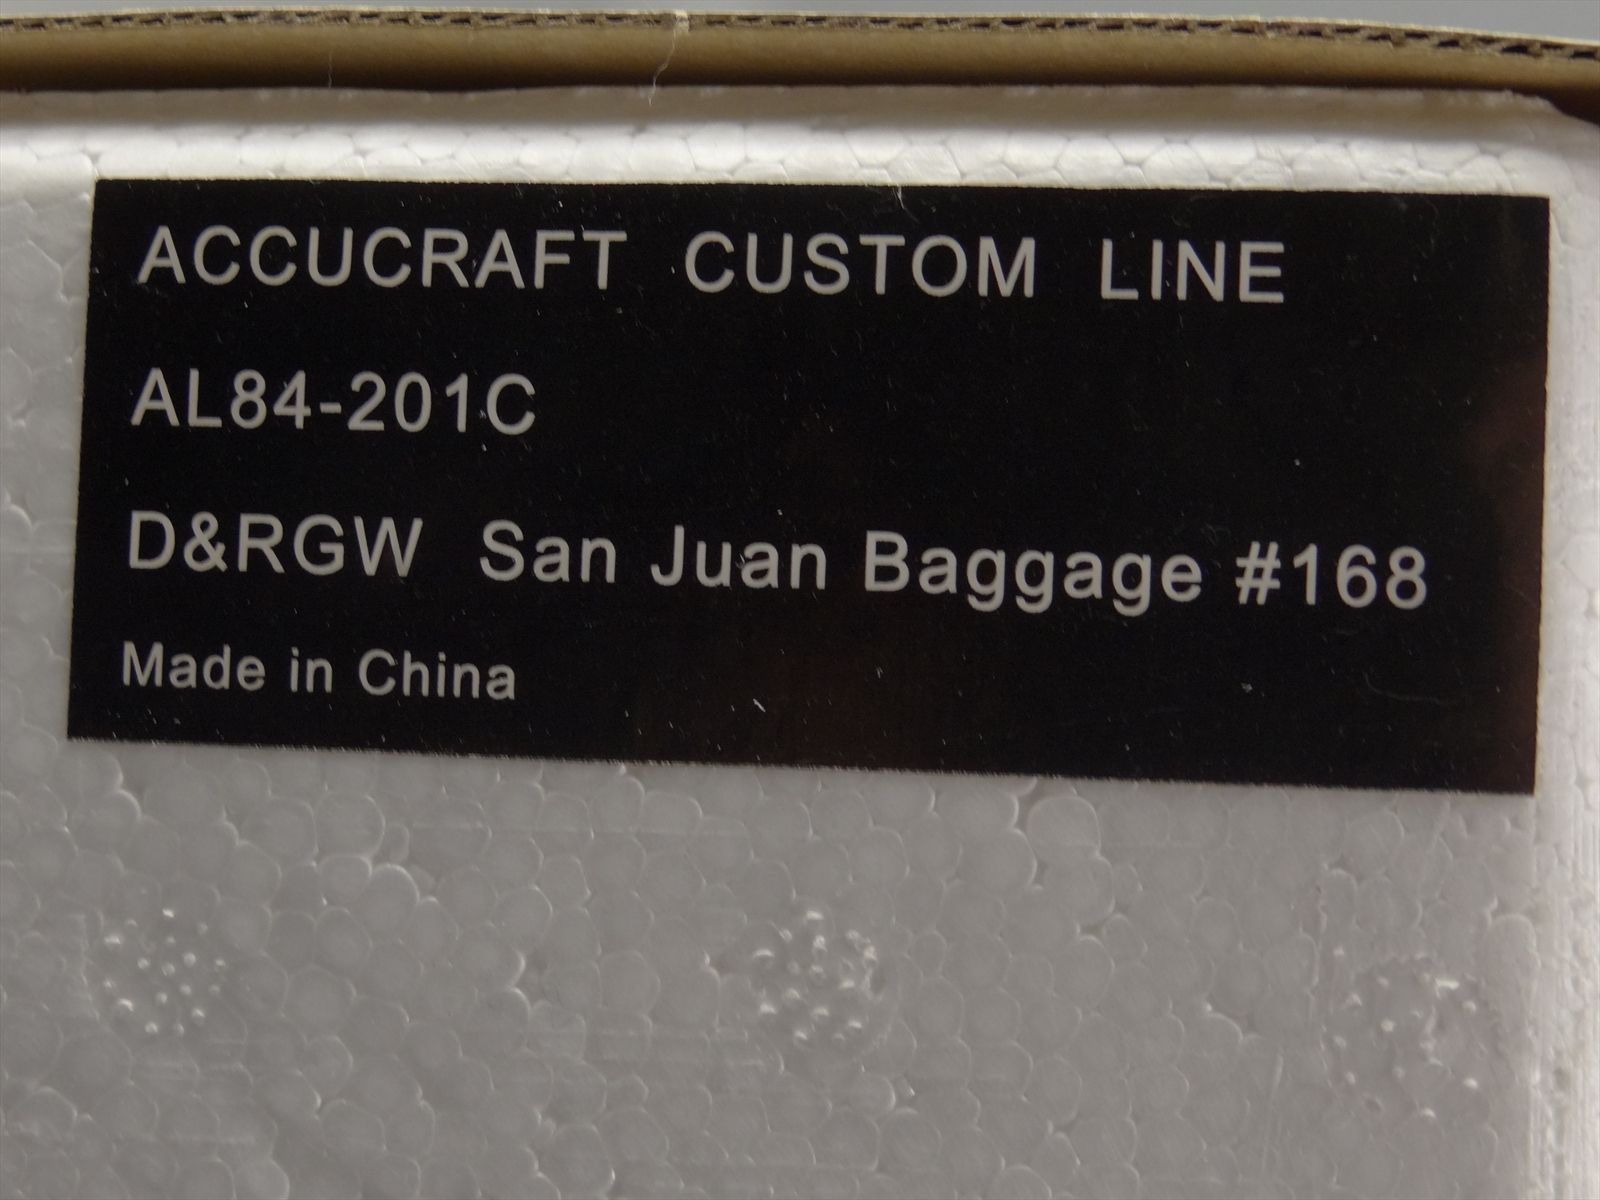 ACCUCRAFT CUSTOM LINE
AL84-201C
D&RGW San Juan Baggage #168
Made in China